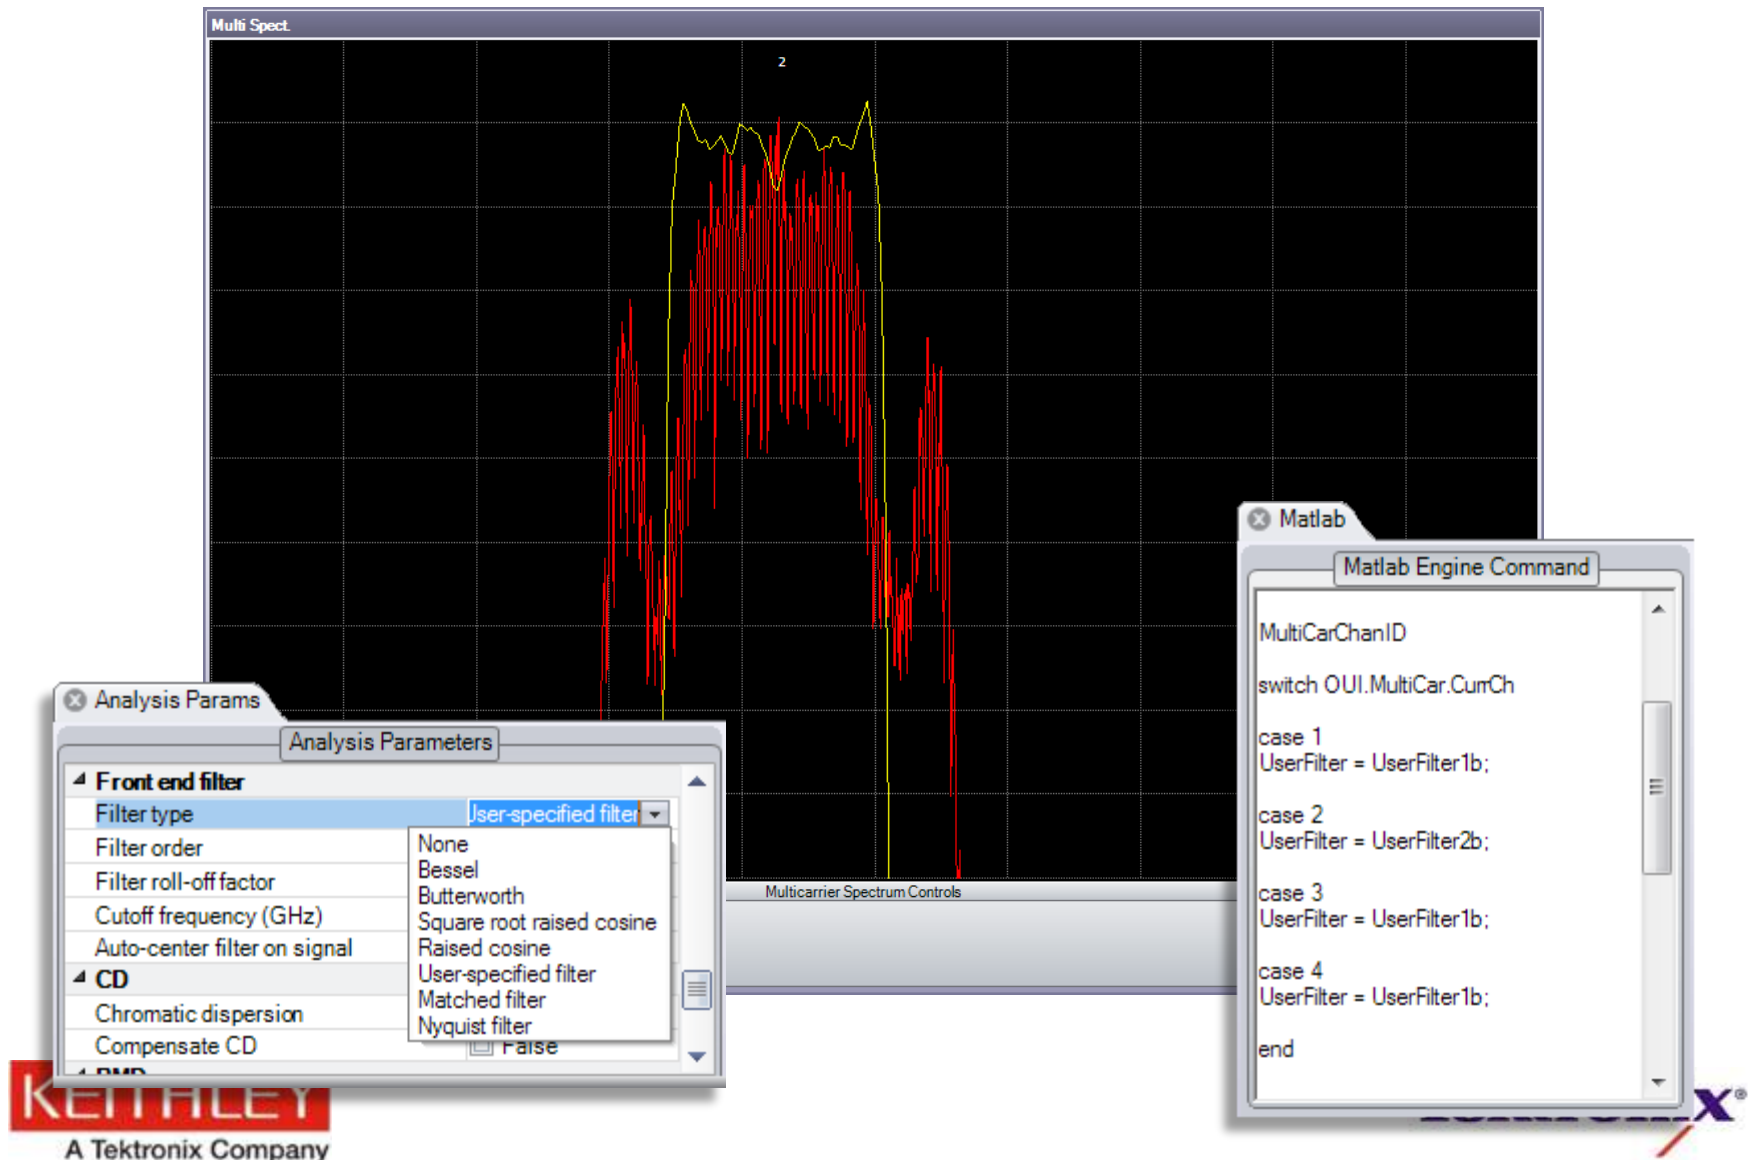 Multi Spect.
2
Multicarrier Spectrum Controls
Analysis Params
Analysis Parameters
Front end filter
Filter type
User-specified filter
Filter order
Filter roll-off factor
Cutoff frequency (GHz)
Auto-center filter on signal
CD
Chromatic dispersion
Compensate CD
False
PMD
None
Bessel
Butterworth
Square root raised cosine
Raised cosine
User-specified filter
Matched filter
Nyquist filter
Matlab
Matlab Engine Command
MultiCarChanID
switch OUI.MultiCar.CurrCh
case 1
UserFilter = UserFilter1b;
case 2
UserFilter = UserFilter2b;
case 3
UserFilter = UserFilter1b;
case 4
UserFilter = UserFilter1b;
end
KEITHLEY
A Tektronix Company
Tektronix®